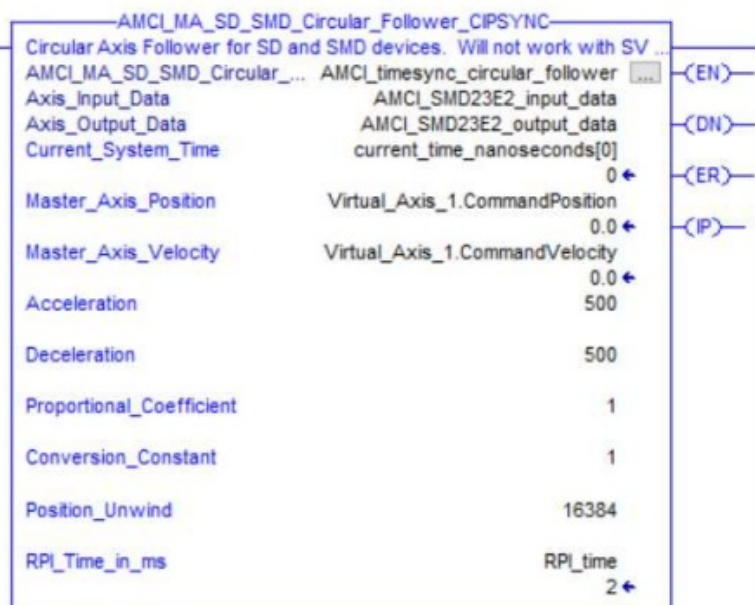 AMCI_MA_SD_SMD_Circular_Follower_CIPSYNC
Circular Axis Follower for SD and SMD devices. Will not work with SV ...
AMCI_MA_SD_SMD_Circular_... AMCI_timesync_circular_follower ... (EN)
Axis_Input_Data AMCI_SMD23E2_input_data
Axis_Output_Data AMCI_SMD23E2_output_data (DN)
Current_System_Time current_time_nanoseconds[0]
0 (ER)
Master_Axis_Position Virtual_Axis_1.CommandPosition
0.0 (IP)
Master_Axis_Velocity Virtual_Axis_1.CommandVelocity
0.0
Acceleration 500
Deceleration 500
Proportional_Coefficient 1
Conversion_Constant 1
Position_Unwind 16384
RPI_Time_in_ms RPI_time
2